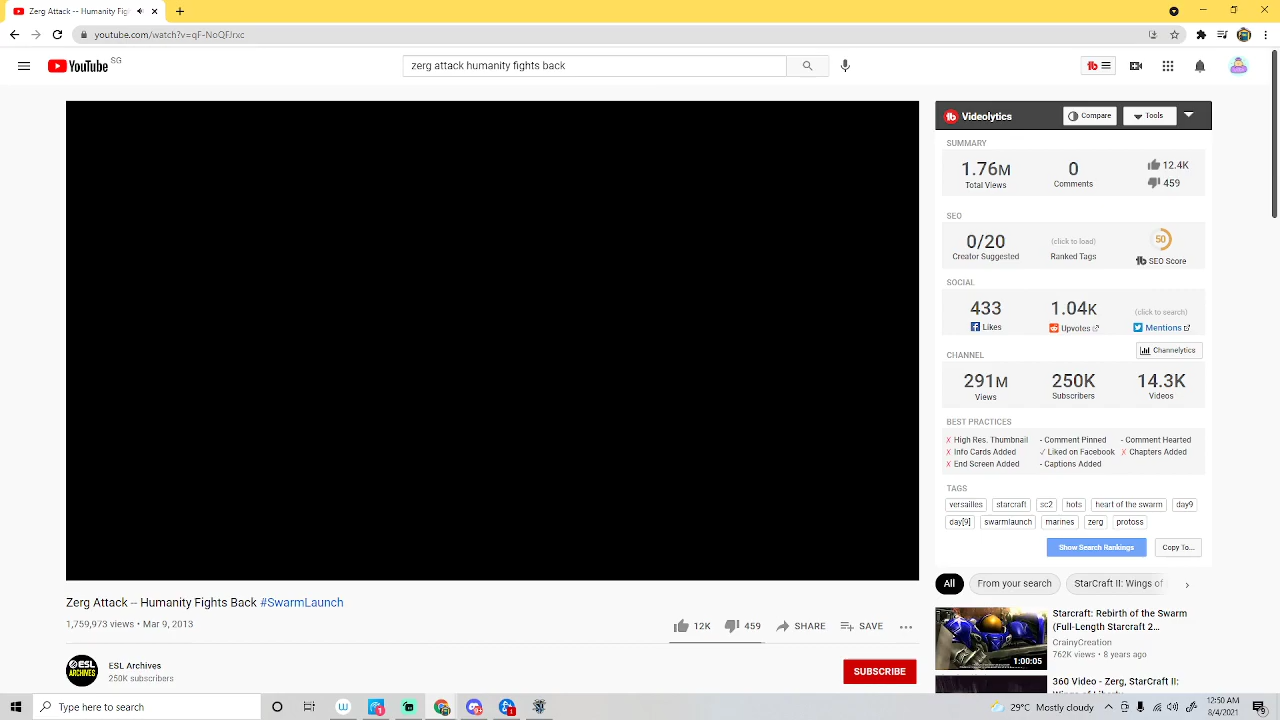 Zerg Attack -- Humanity Fig
youtube.com/watch?v=qF-NoQFJrxc
YouTube SG
zerg attack humanity fights back
Videolytics
Compare
Tools
SUMMARY
1.76M
Total Views
0
Comments
12.4K
459
SEO
0/20
Creator Suggested
(click to load)
Ranked Tags
50
SEO Score
SOCIAL
433
Likes
1.04K
Upvotes
(click to search)
Mentions
Channelytics
CHANNEL
291M
Views
250K
Subscribers
14.3K
Videos
BEST PRACTICES
X High Res. Thumbnail - Comment Pinned - Comment Hearted
X Info Cards Added ✓ Liked on Facebook X Chapters Added
X End Screen Added - Captions Added
TAGS
versailles starcraft sc2 hots heart of the swarm day9
day[9] swarmlaunch marines zerg protoss
Show Search Rankings
Copy To...
All
From your search
StarCraft II: Wings of
Zerg Attack -- Humanity Fights Back #SwarmLaunch
1,759,973 views • Mar 9, 2013
12K
459
SHARE
SAVE
ESL ARCHIVES
ESL Archives
250K subscribers
SUBSCRIBE
1:00:05
Starcraft: Rebirth of the Swarm
(Full-Length Starcraft 2...
CrainyCreation
762K views • 8 years ago
360 Video - Zerg, StarCraft II:
Wings of Liberty
Type here to search
29°C Mostly cloudy
12:50 AM
8/4/2021